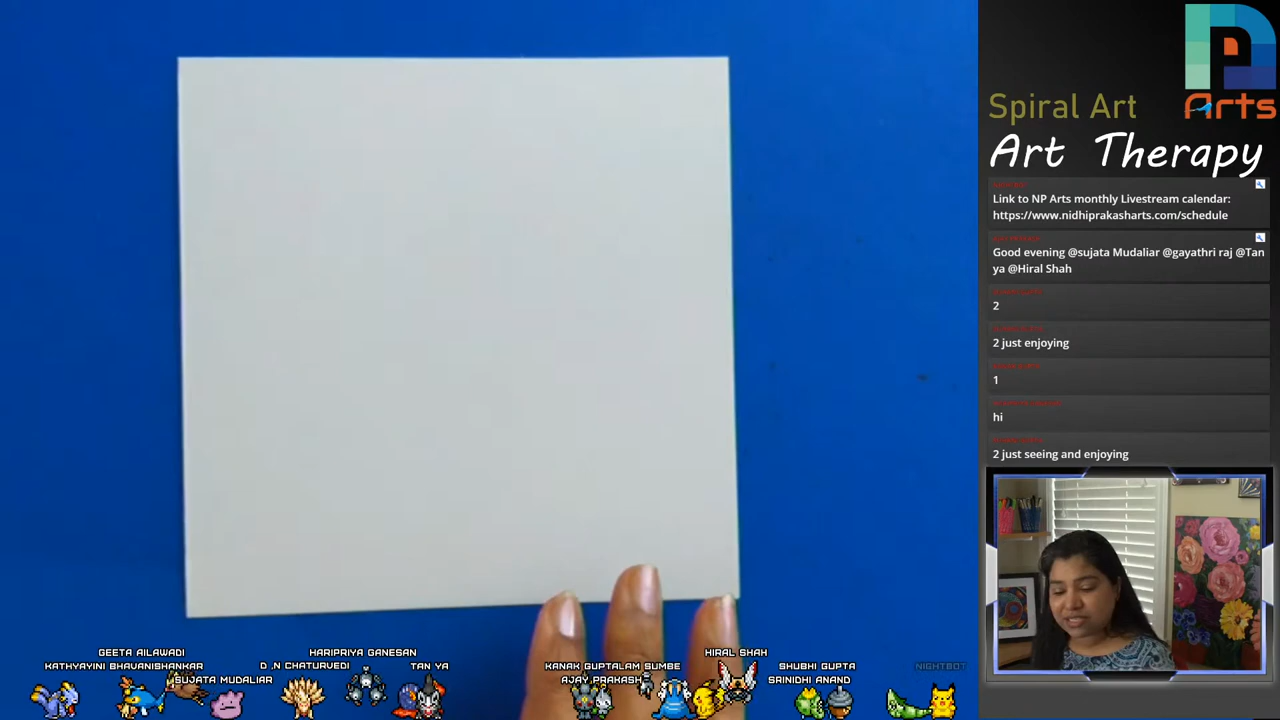 Spiral Art
Arts
Art Therapy
Link to NP Arts monthly Livestream calendar:
https://www.nidhiprakasharts.com/schedule
Good evening @sujata Mudaliar @gayathri raj @Tan
ya @Hiral Shah
2
2 just enjoying
1
hi
2 just seeing and enjoying
GEETA AILAWADI
HARIPRIYA GANESAN
HIRAL SHAH
KATHYAYINI BHAVANISHANKAR
D .N CHATURVEDI
TAN YA
KANAK GUPTALAM SUMBE
SHUBHI GUPTA
NIGHTBOT
SUJATA MUDALIAR
AJAY PRAKASH
SRINIDHI ANAND